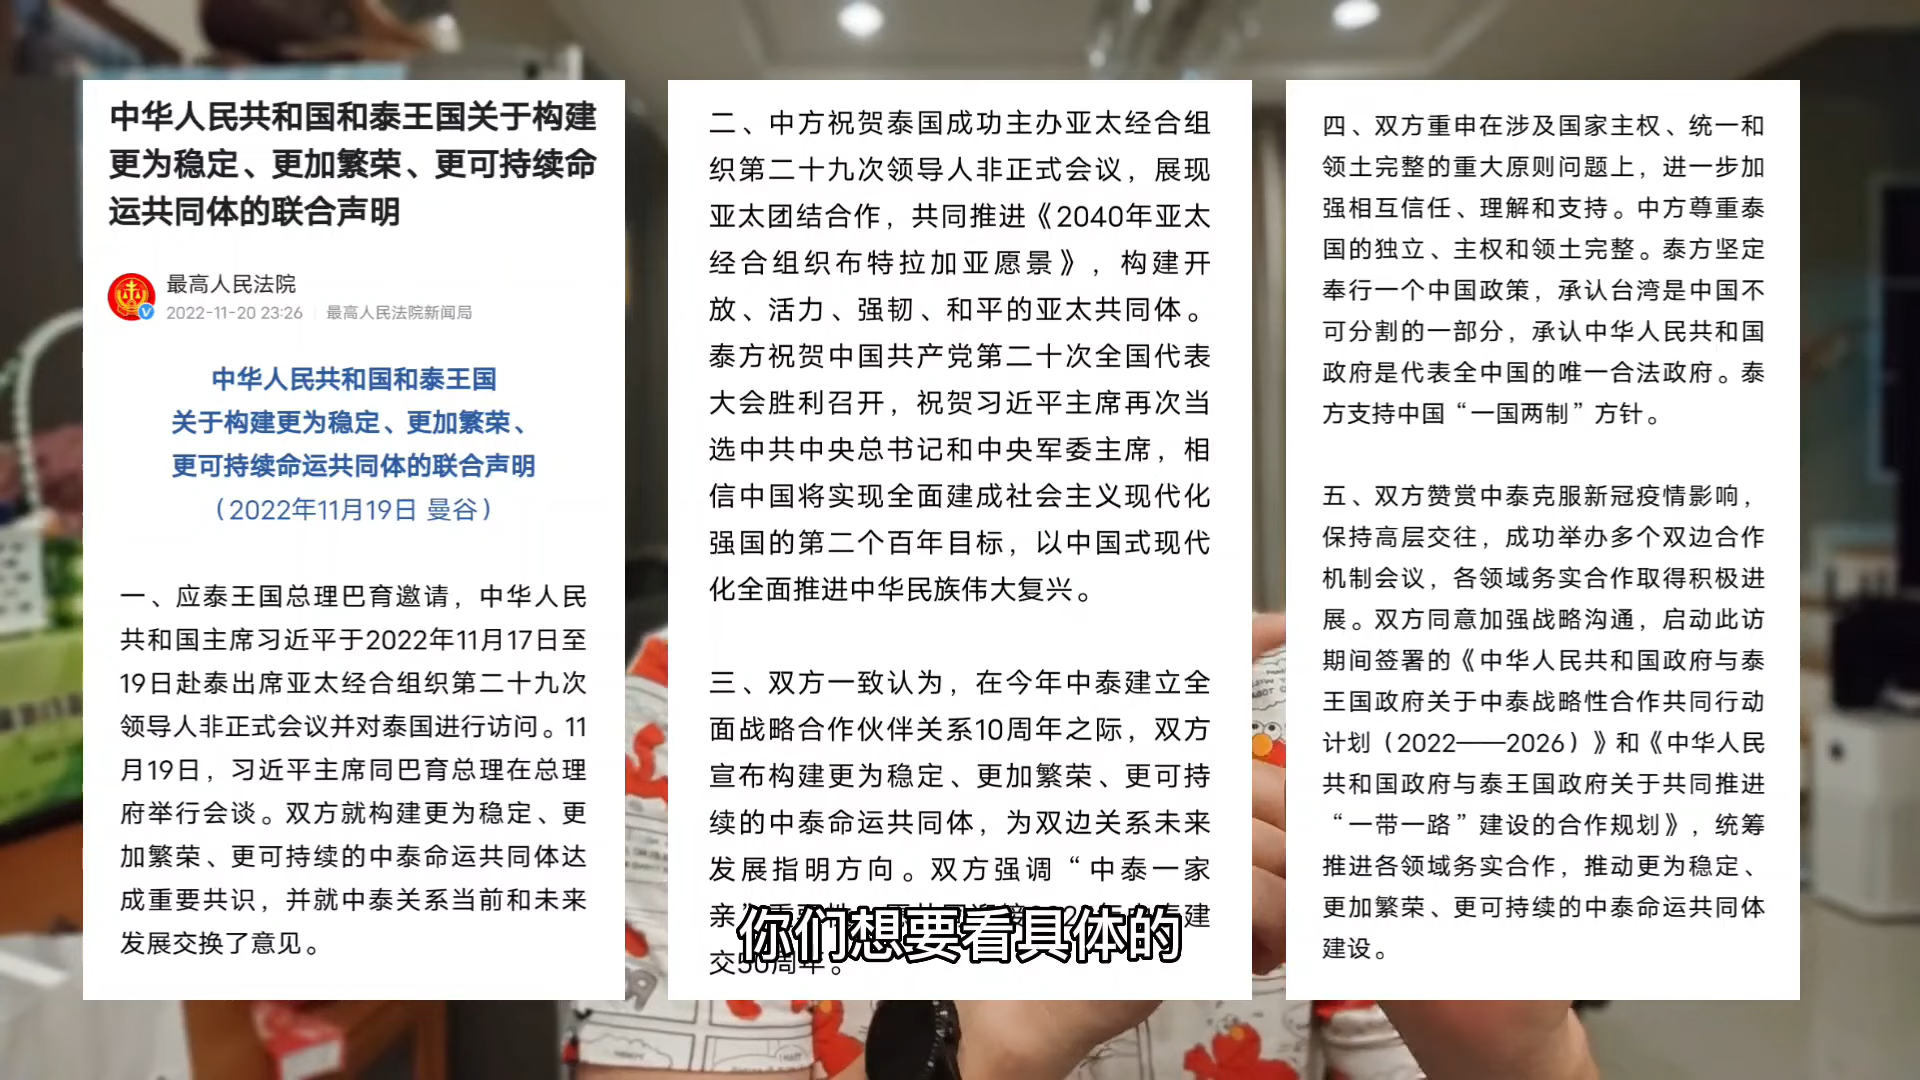 中华人民共和国和泰王国关于构建
更为稳定、更加繁荣、更可持续命
运共同体的联合声明
最高人民法院
2022-11-20 23:26 最高人民法院新闻局
中华人民共和国和泰王国
关于构建更为稳定、更加繁荣、
更可持续命运共同体的联合声明
（2022年11月19日 曼谷）
一、应泰王国总理巴育邀请，中华人民
共和国主席习近平于2022年11月17日至
19日赴泰出席亚太经合组织第二十九次
领导人非正式会议并对泰国进行访问。11
月19日，习近平主席同巴育总理在总理
府举行会谈。双方就构建更为稳定、更
加繁荣、更可持续的中泰命运共同体达
成重要共识，并就中泰关系当前和未来
发展交换了意见。
二、中方祝贺泰国成功主办亚太经合组
织第二十九次领导人非正式会议，展现
亚太团结合作，共同推进《2040年亚太
经合组织布特拉加亚愿景》，构建开
放、活力、强韧、和平的亚太共同体。
泰方祝贺中国共产党第二十次全国代表
大会胜利召开，祝贺习近平主席再次当
选中共中央总书记和中央军委主席，相
信中国将实现全面建成社会主义现代化
强国的第二个百年目标，以中国式现代
化全面推进中华民族伟大复兴。
三、双方一致认为，在今年中泰建立全
面战略合作伙伴关系10周年之际，双方
宣布构建更为稳定、更加繁荣、更可持
续的中泰命运共同体，为双边关系未来
发展指明方向。双方强调“中泰一家
亲 建
交50周年。
你们想要看具体的
四、双方重申在涉及国家主权、统一和
领土完整的重大原则问题上，进一步加
强相互信任、理解和支持。中方尊重泰
国的独立、主权和领土完整。泰方坚定
奉行一个中国政策，承认台湾是中国不
可分割的一部分，承认中华人民共和国
政府是代表全中国的唯一合法政府。泰
方支持中国“一国两制”方针。
五、双方赞赏中泰克服新冠疫情影响，
保持高层交往，成功举办多个双边合作
机制会议，各领域务实合作取得积极进
展。双方同意加强战略沟通，启动此访
期间签署的《中华人民共和国政府与泰
王国政府关于中泰战略性合作共同行动
计划（2022——2026）》和《中华人民
共和国政府与泰王国政府关于共同推进
“一带一路”建设的合作规划》，统筹
推进各领域务实合作，推动更为稳定、
更加繁荣、更可持续的中泰命运共同体
建设。